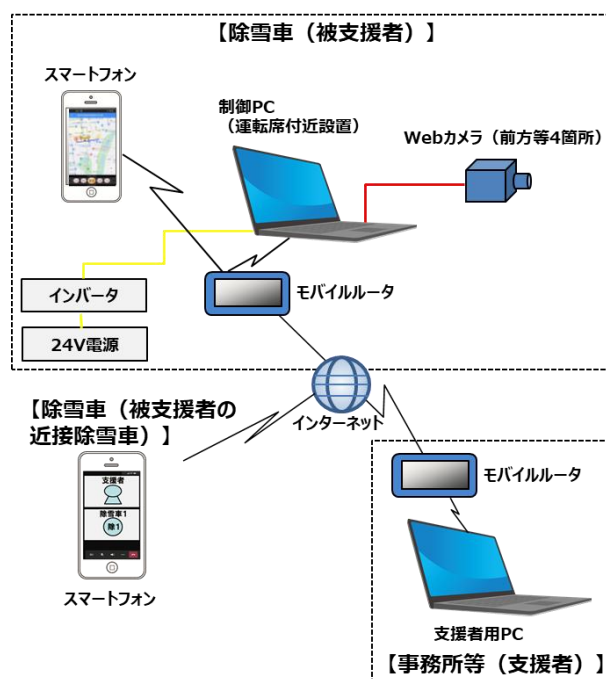 【除雪車（被支援者）】
スマートフォン
制御PC
（運転席付近設置）
Webカメラ（前方等4箇所）
インバータ
モバイルルータ
24V電源
【除雪車（被支援者の
近接除雪車）】
インターネット
モバイルルータ
支援者
除雪車1
除1
スマートフォン
支援者用PC
【事務所等（支援者）】